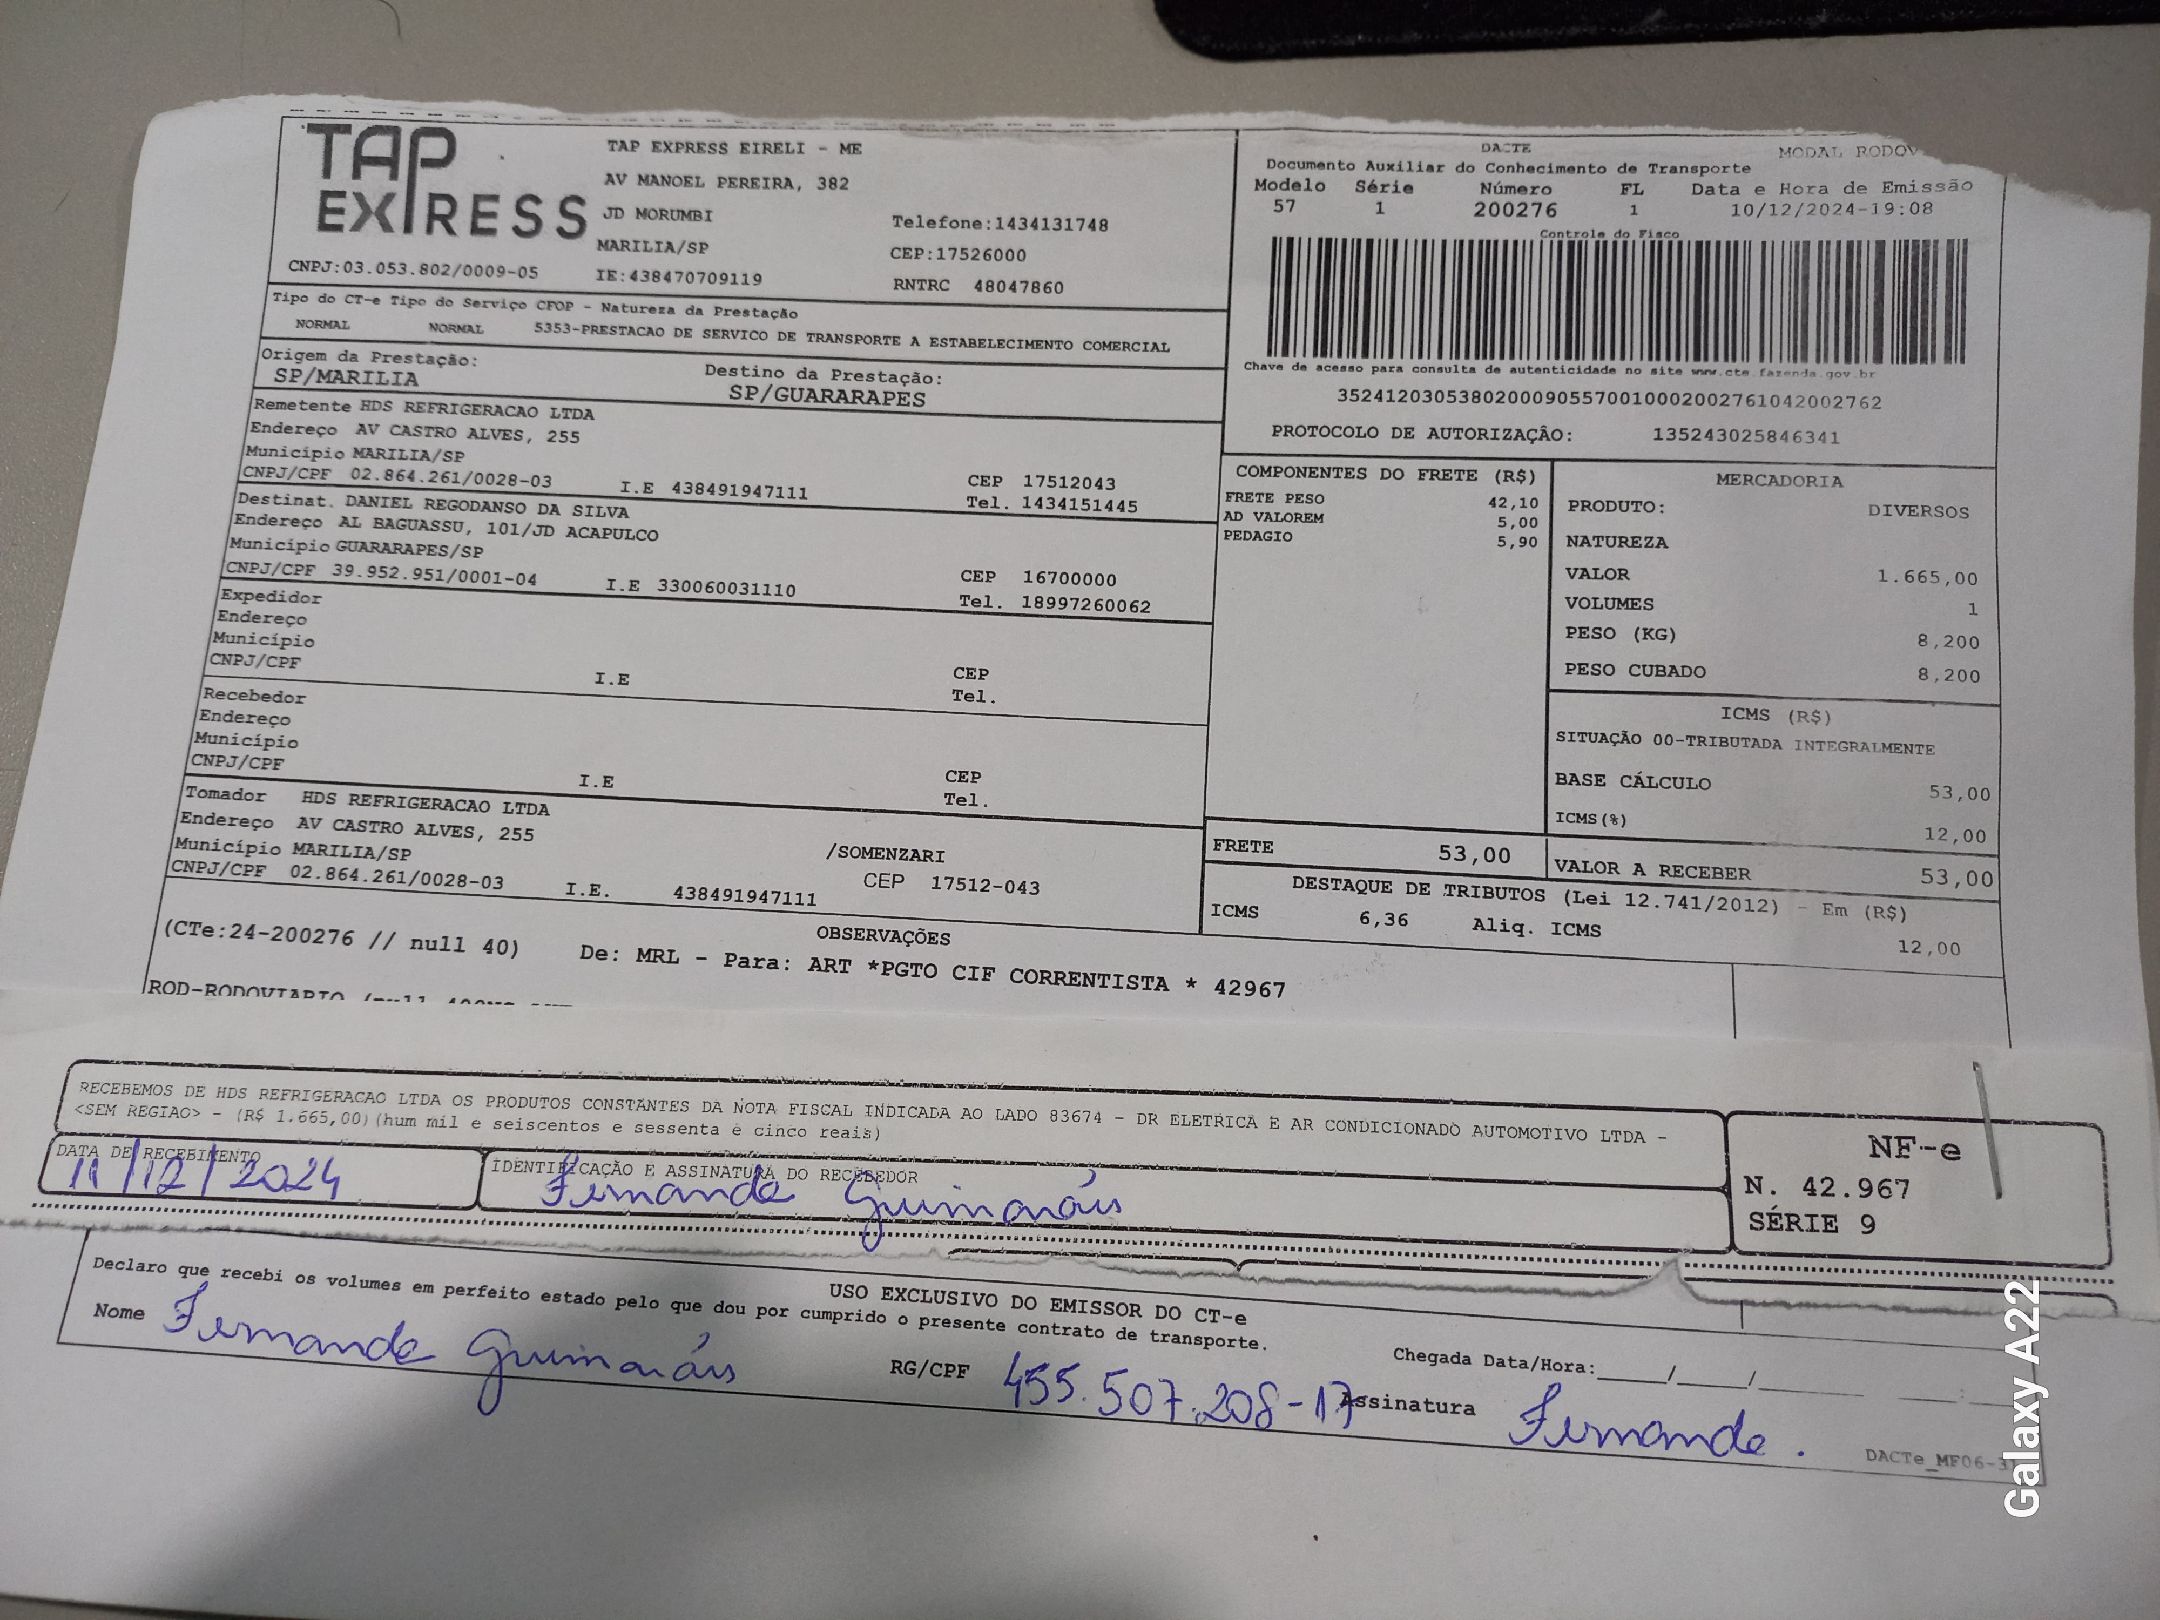 TAP
EXPRESS
TAP EXPRESS EIRELI - ME
AV MANOEL PEREIRA, 382
JD MORUMBI
MARILIA/SP
Telefone:1434131748
CEP:17526000
CNPJ:03.053.802/0009-05
IE:438470709119
RNTRC 48047860
DACTE
MODAL RODOV
Documento Auxiliar do Conhecimento de Transporte
Modelo Série Número FL Data e Hora de Emissão
57 1 200276 1 10/12/2024-19:08
Controle do Fisco
Chave de acesso para consulta de autenticidade no site www.cte.fazenda.gov.br
35241203053802000905570010002002761042002762
PROTOCOLO DE AUTORIZAÇÃO: 135243025846341
Tipo do CT-e Tipo do Serviço CFOP - Natureza da Prestação
NORMAL NORMAL 5353-PRESTACAO DE SERVICO DE TRANSPORTE A ESTABELECIMENTO COMERCIAL
Origem da Prestação: Destino da Prestação:
SP/MARILIA SP/GUARARAPES
Remetente HDS REFRIGERACAO LTDA
Endereço AV CASTRO ALVES, 255
Município MARILIA/SP CEP 17512043
CNPJ/CPF 02.864.261/0028-03 I.E 438491947111 Tel. 1434151445
Destinat. DANIEL REGODANSO DA SILVA
Endereço AL BAGUASSU, 101/JD ACAPULCO
Município GUARARAPES/SP CEP 16700000
CNPJ/CPF 39.952.951/0001-04 I.E 330060031110 Tel. 18997260062
Expedidor
Endereço
Município CEP
CNPJ/CPF I.E Tel.
Recebedor
Endereço
Município CEP
CNPJ/CPF I.E Tel.
Tomador HDS REFRIGERACAO LTDA
Endereço AV CASTRO ALVES, 255 /SOMENZARI
Município MARILIA/SP CEP 17512-043
CNPJ/CPF 02.864.261/0028-03 I.E. 438491947111
COMPONENTES DO FRETE (R$)
FRETE PESO 42,10
AD VALOREM 5,00
PEDAGIO 5,90
MERCADORIA
PRODUTO: DIVERSOS
NATUREZA
VALOR 1.665,00
VOLUMES 1
PESO (KG) 8,200
PESO CUBADO 8,200
ICMS (R$)
SITUAÇÃO 00-TRIBUTADA INTEGRALMENTE
BASE CÁLCULO 53,00
ICMS(%) 12,00
FRETE 53,00 VALOR A RECEBER 53,00
DESTAQUE DE TRIBUTOS (Lei 12.741/2012) - Em (R$)
ICMS 6,36 Aliq. ICMS 12,00
OBSERVAÇÕES
(CTe:24-200276 // null 40) De: MRL - Para: ART *PGTO CIF CORRENTISTA * 42967
ROD-RODOVIARIO
RECEBEMOS DE HDS REFRIGERACAO LTDA OS PRODUTOS CONSTANTES DA NOTA FISCAL INDICADA AO LADO 83674 - DR ELETRICA E AR CONDICIONADO AUTOMOTIVO LTDA -
<SEM REGIAO> - (R$ 1.665,00)(hum mil e seiscentos e sessenta e cinco reais)
DATA DE RECEBIMENTO
11/12/2024
IDENTIFICAÇÃO E ASSINATURA DO RECEBEDOR
Fernanda Guimarães
NF-e
N. 42.967
SÉRIE 9
USO EXCLUSIVO DO EMISSOR DO CT-e
Declaro que recebi os volumes em perfeito estado pelo que dou por cumprido o presente contrato de transporte.
Nome Fernanda Guimarães RG/CPF 455.507.208-17 Chegada Data/Hora:____/____/______ ____:____
Assinatura Fernanda.
DACTe_MF06-3
Galaxy A22